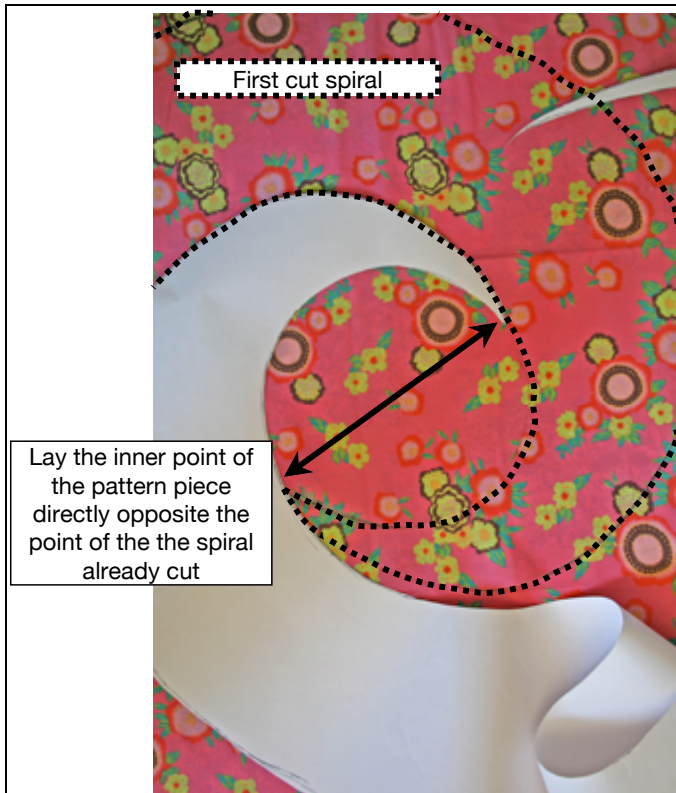 First cut spiral
Lay the inner point of
the pattern piece
directly opposite the
point of the the spiral
already cut